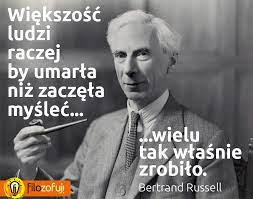 Większość
ludzi
raczej
by umarła
niż zaczęła
myśleć...
...wielu
tak właśnie
zrobiło.
Bertrand Russell
filozofuj!